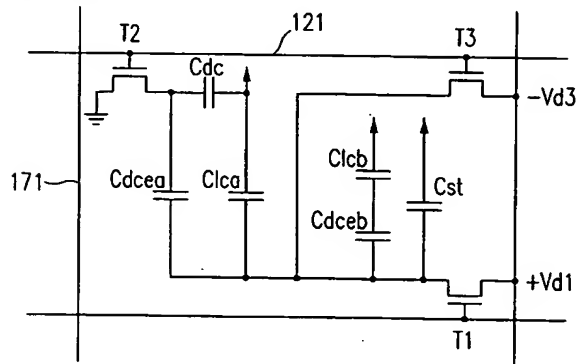 T2
121
T3
Cdc
-Vd3
171
Cdcea
Clca
Clcb
Cst
Cdceb
+Vd1
T1